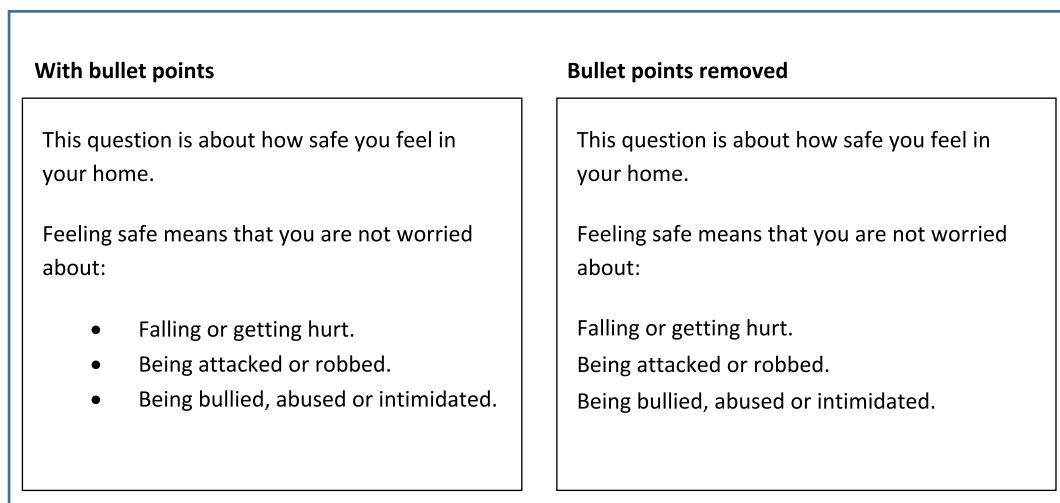 With bullet points
This question is about how safe you feel in
your home.
Feeling safe means that you are not worried
about:
• Falling or getting hurt.
• Being attacked or robbed.
• Being bullied, abused or intimidated.
Bullet points removed
This question is about how safe you feel in
your home.
Feeling safe means that you are not worried
about:
Falling or getting hurt.
Being attacked or robbed.
Being bullied, abused or intimidated.